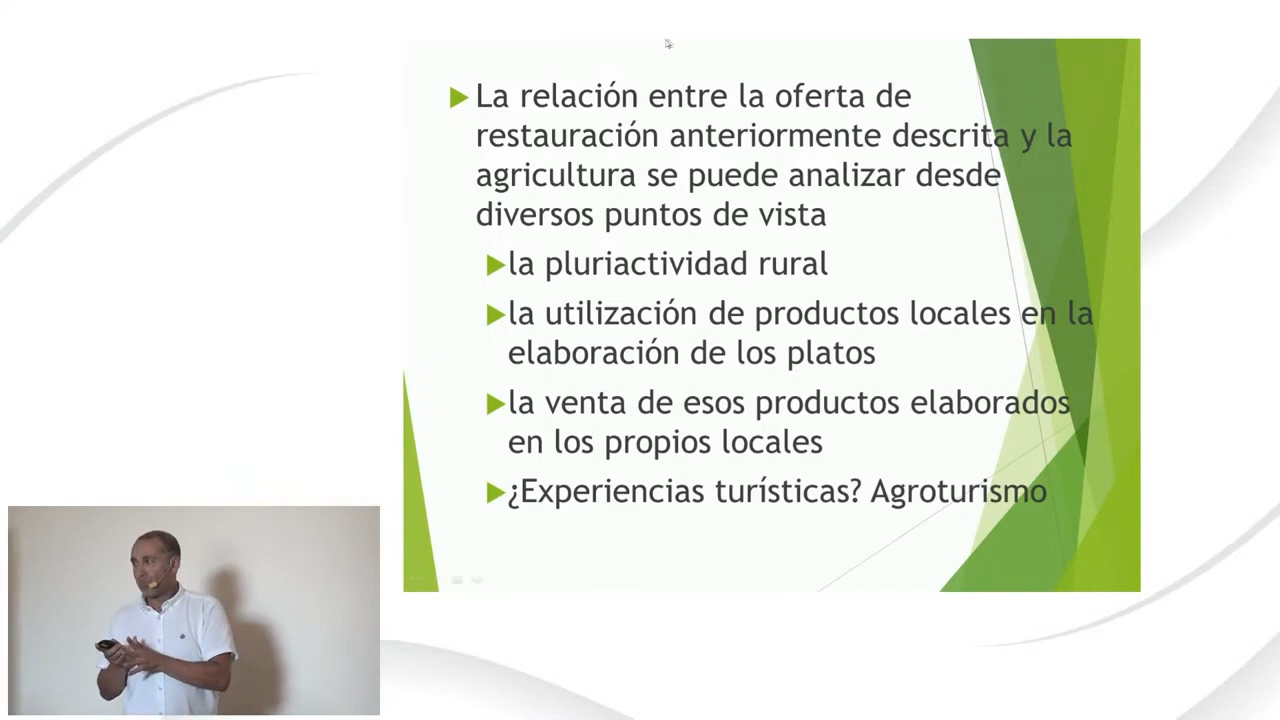 La relación entre la oferta de
restauración anteriormente descrita y la
agricultura se puede analizar desde
diversos puntos de vista
la pluriactividad rural
la utilización de productos locales en la
elaboración de los platos
la venta de esos productos elaborados
en los propios locales
¿Experiencias turísticas? Agroturismo